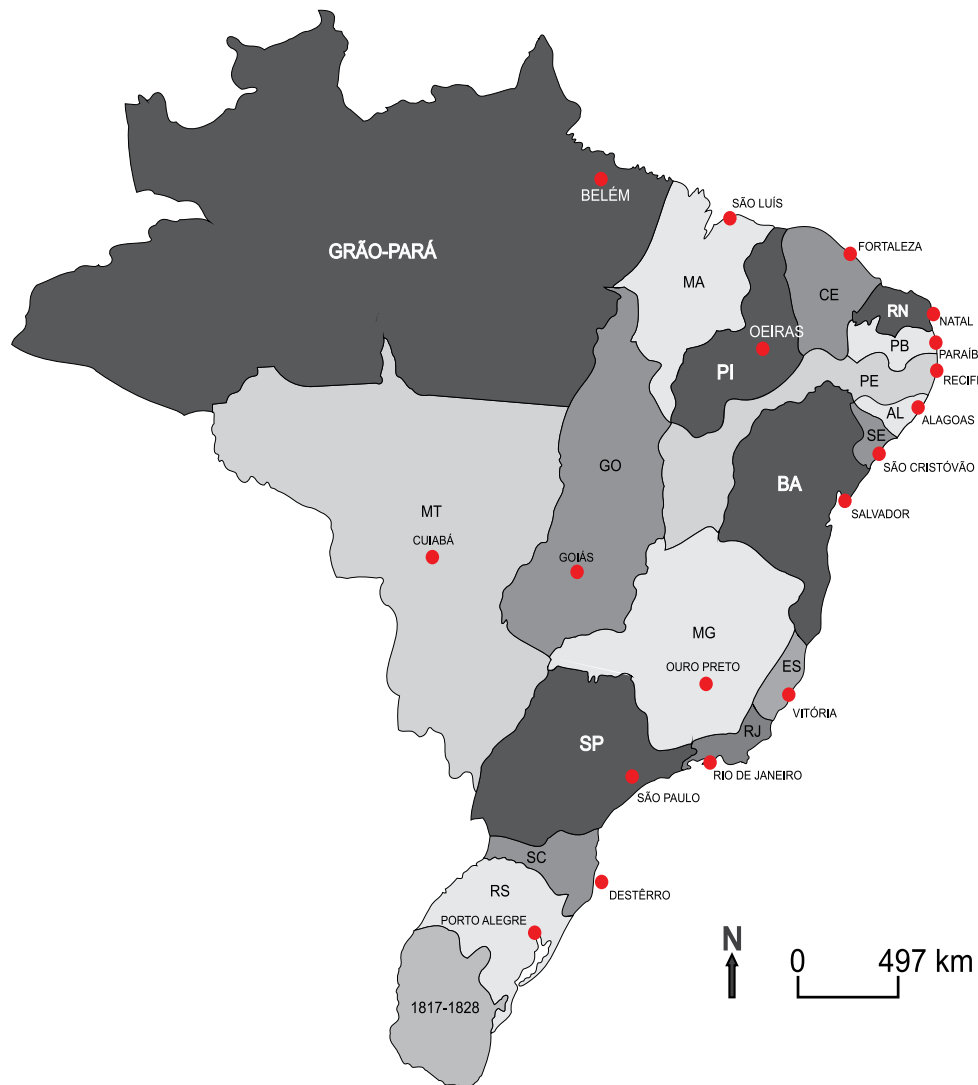 BELÉM
SÃO LUÍS
GRÃO-PARÁ
FORTALEZA
MA
CE
RN
NATAL
OEIRAS
PB
PARAÍB
PI
RECIF
PE
AL
ALAGOAS
SE
SÃO CRISTÓVÃO
GO
BA
MT
SALVADOR
CUIABÁ
GOIÁS
MG
OURO PRETO
ES
VITÓRIA
RJ
SP
RIO DE JANEIRO
SÃO PAULO
SC
RS
DESTÊRRO
PORTO ALEGRE
N
0 497 km
1817-1828